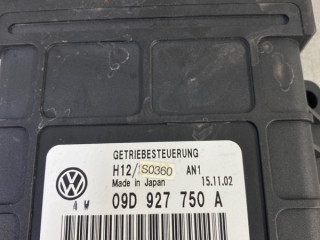 GETRIEBESTEUERUNG
H12/ S0360 AN1
Made in Japan 15.11.02
09D 927 750 A
A W